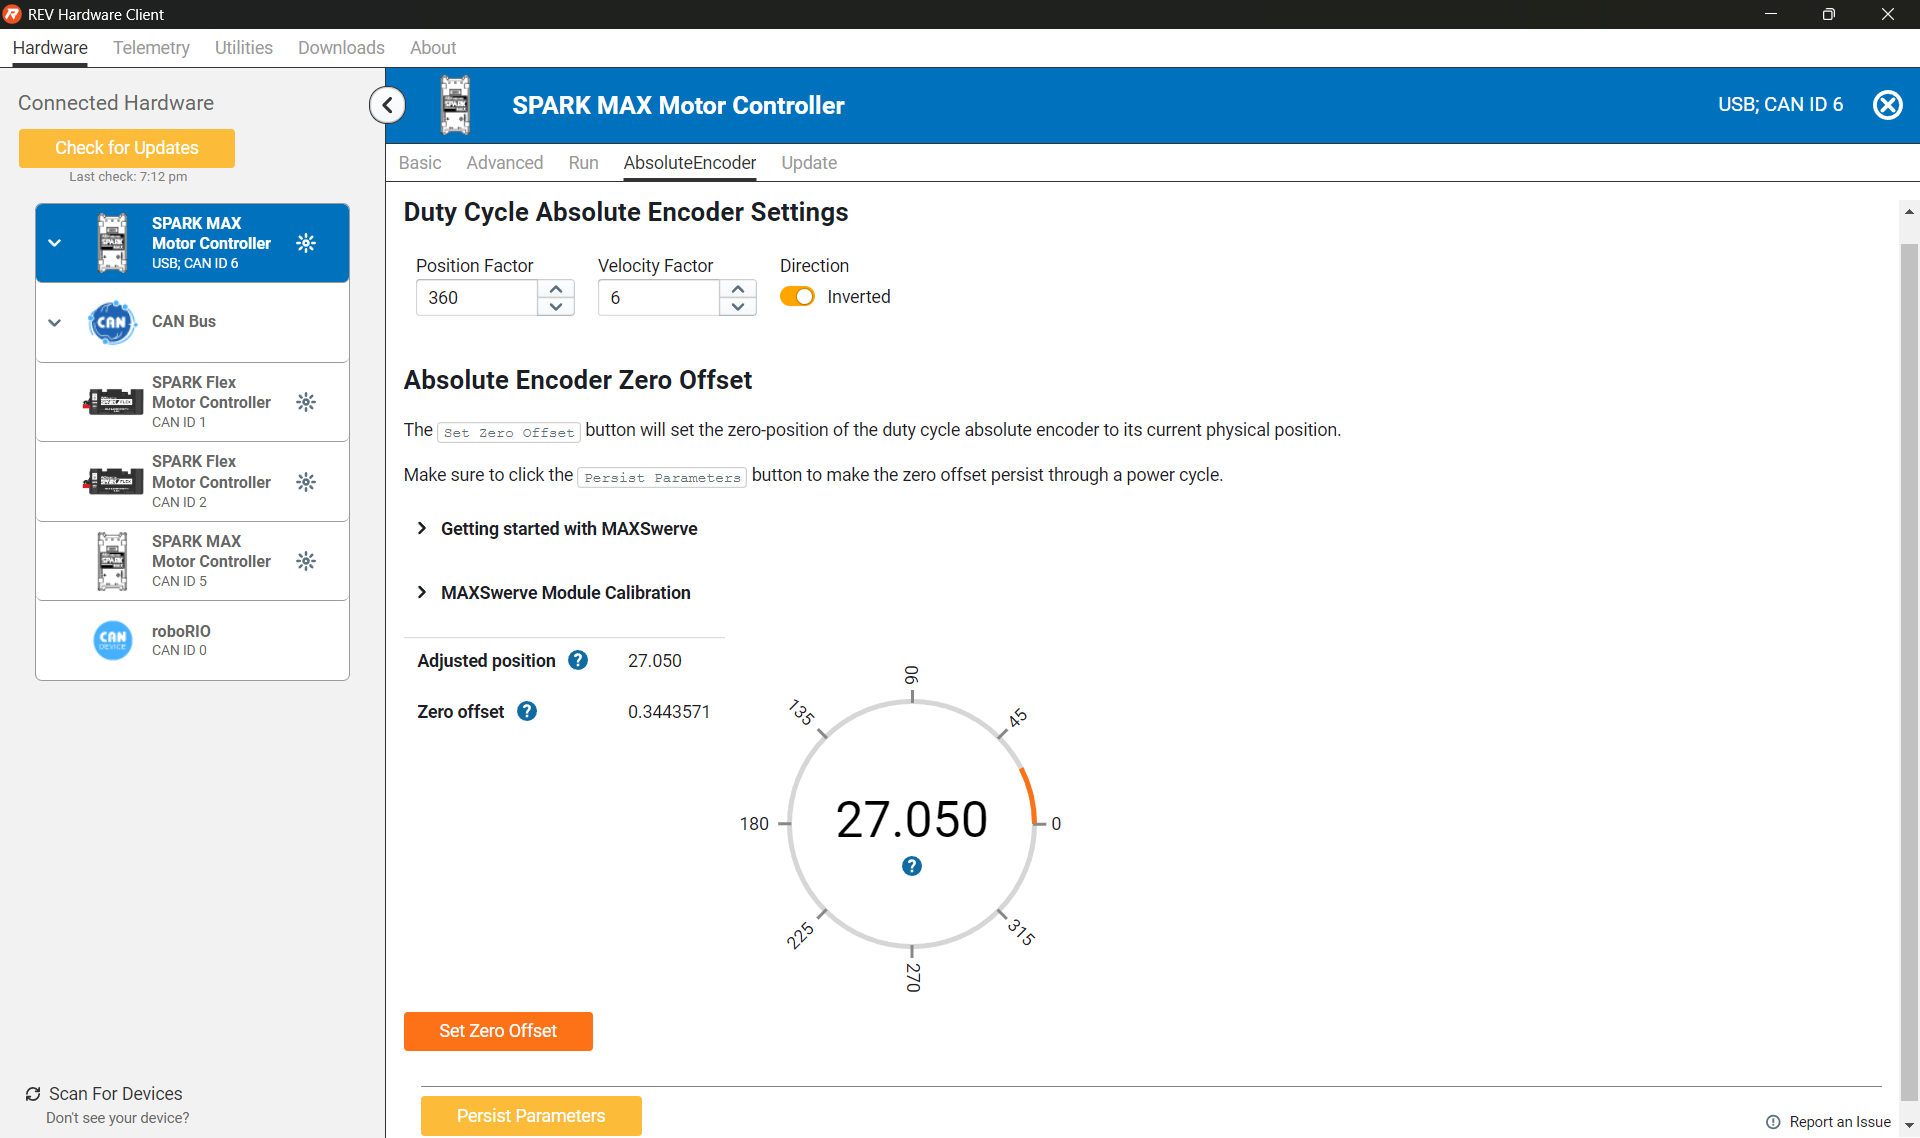 REV Hardware Client
Hardware Telemetry Utilities Downloads About
Connected Hardware
Check for Updates
Last check: 7:12 pm
SPARK MAX
Motor Controller
USB; CAN ID 6
CAN
CAN Bus
SPARK Flex
Motor Controller
CAN ID 1
SPARK Flex
Motor Controller
CAN ID 2
SPARK MAX
Motor Controller
CAN ID 5
CAN
DEVICE
roboRIO
CAN ID 0
Scan For Devices
Don't see your device?
SPARK MAX Motor Controller
USB; CAN ID 6
Basic Advanced Run AbsoluteEncoder Update
Duty Cycle Absolute Encoder Settings
Position Factor Velocity Factor Direction
360 6 Inverted
Absolute Encoder Zero Offset
The Set Zero Offset button will set the zero-position of the duty cycle absolute encoder to its current physical position.
Make sure to click the Persist Parameters button to make the zero offset persist through a power cycle.
Getting started with MAXSwerve
MAXSwerve Module Calibration
Adjusted position ? 27.050
Zero offset ? 0.3443571
90
135
45
180
27.050
0
?
225
315
270
Set Zero Offset
Persist Parameters
Report an Issue